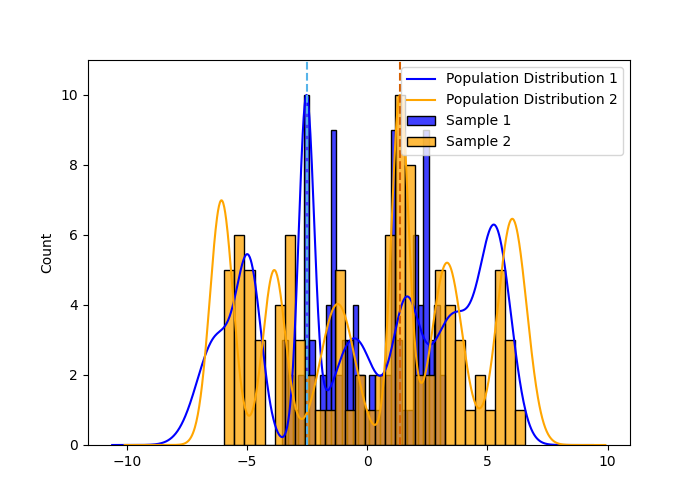 Population Distribution 1
Population Distribution 2
Sample 1
Sample 2
Count
10
8
6
4
2
0
−10
−5
0
5
10